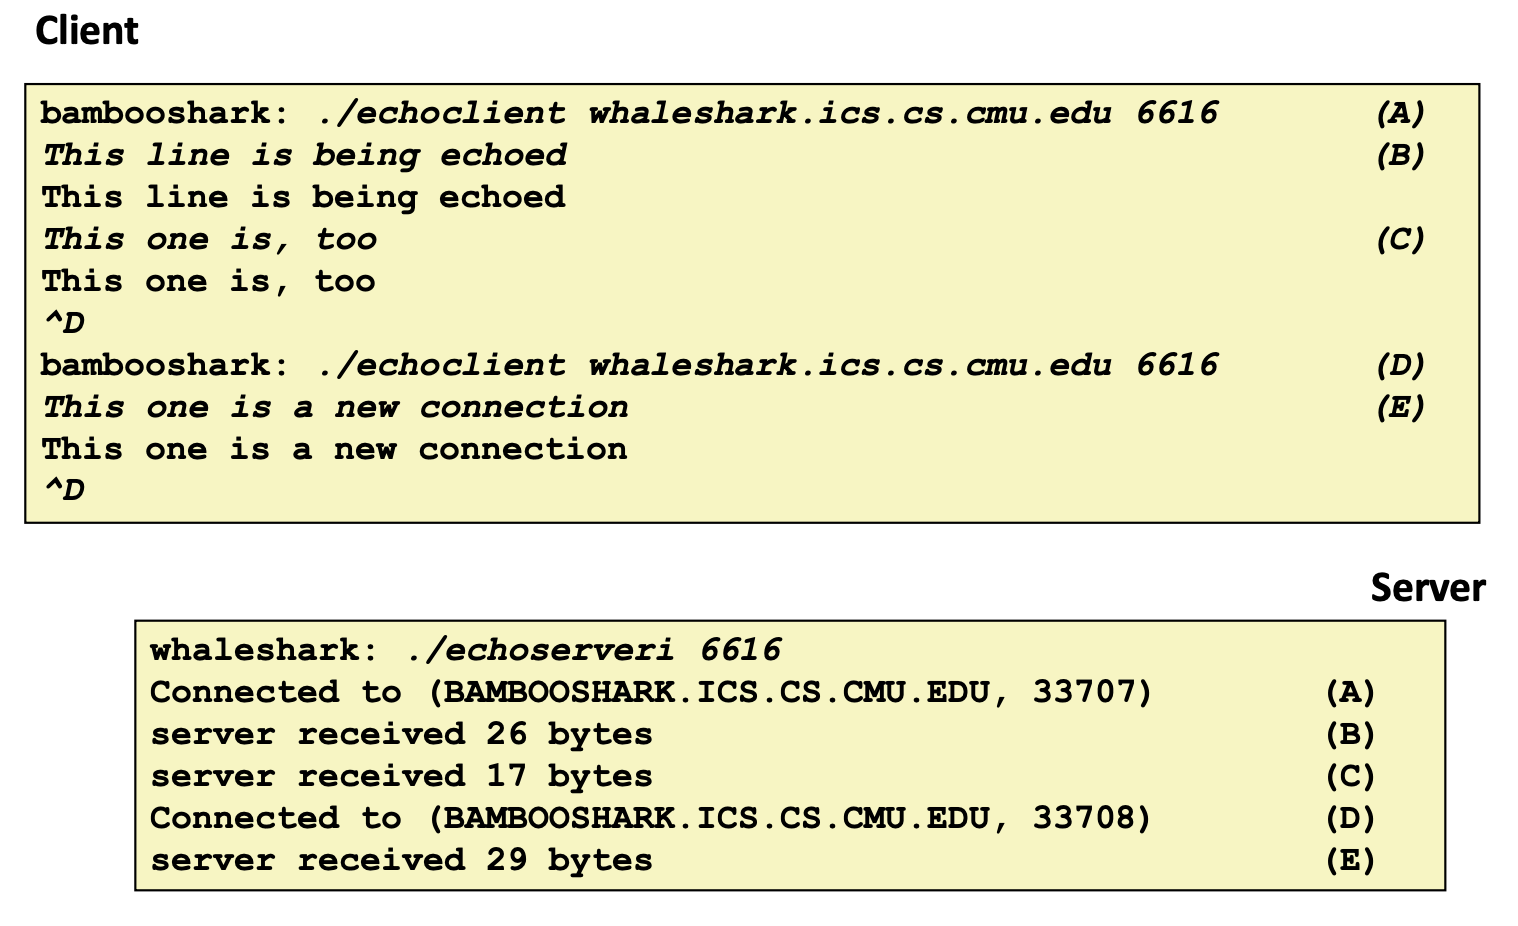 Client
bambooshark: ./echoclient whaleshark.ics.cs.cmu.edu 6616 (A)
This line is being echoed (B)
This line is being echoed
This one is, too (C)
This one is, too
^D
bambooshark: ./echoclient whaleshark.ics.cs.cmu.edu 6616 (D)
This one is a new connection (E)
This one is a new connection
^D
Server
whaleshark: ./echoserveri 6616
Connected to (BAMBOOSHARK.ICS.CS.CMU.EDU, 33707) (A)
server received 26 bytes (B)
server received 17 bytes (C)
Connected to (BAMBOOSHARK.ICS.CS.CMU.EDU, 33708) (D)
server received 29 bytes (E)